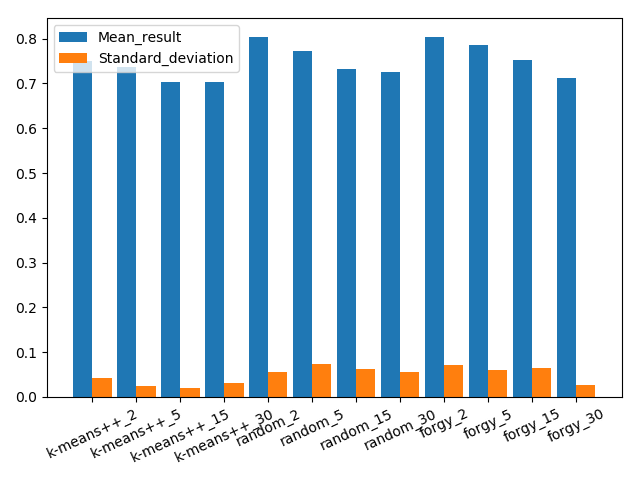 Mean_result
Standard_deviation
0.8
0.7
0.6
0.5
0.4
0.3
0.2
0.1
0.0
k-means++_2
k-means++_5
k-means++_15
k-means++_30
random_2
random_5
random_15
random_30
forgy_2
forgy_5
forgy_15
forgy_30